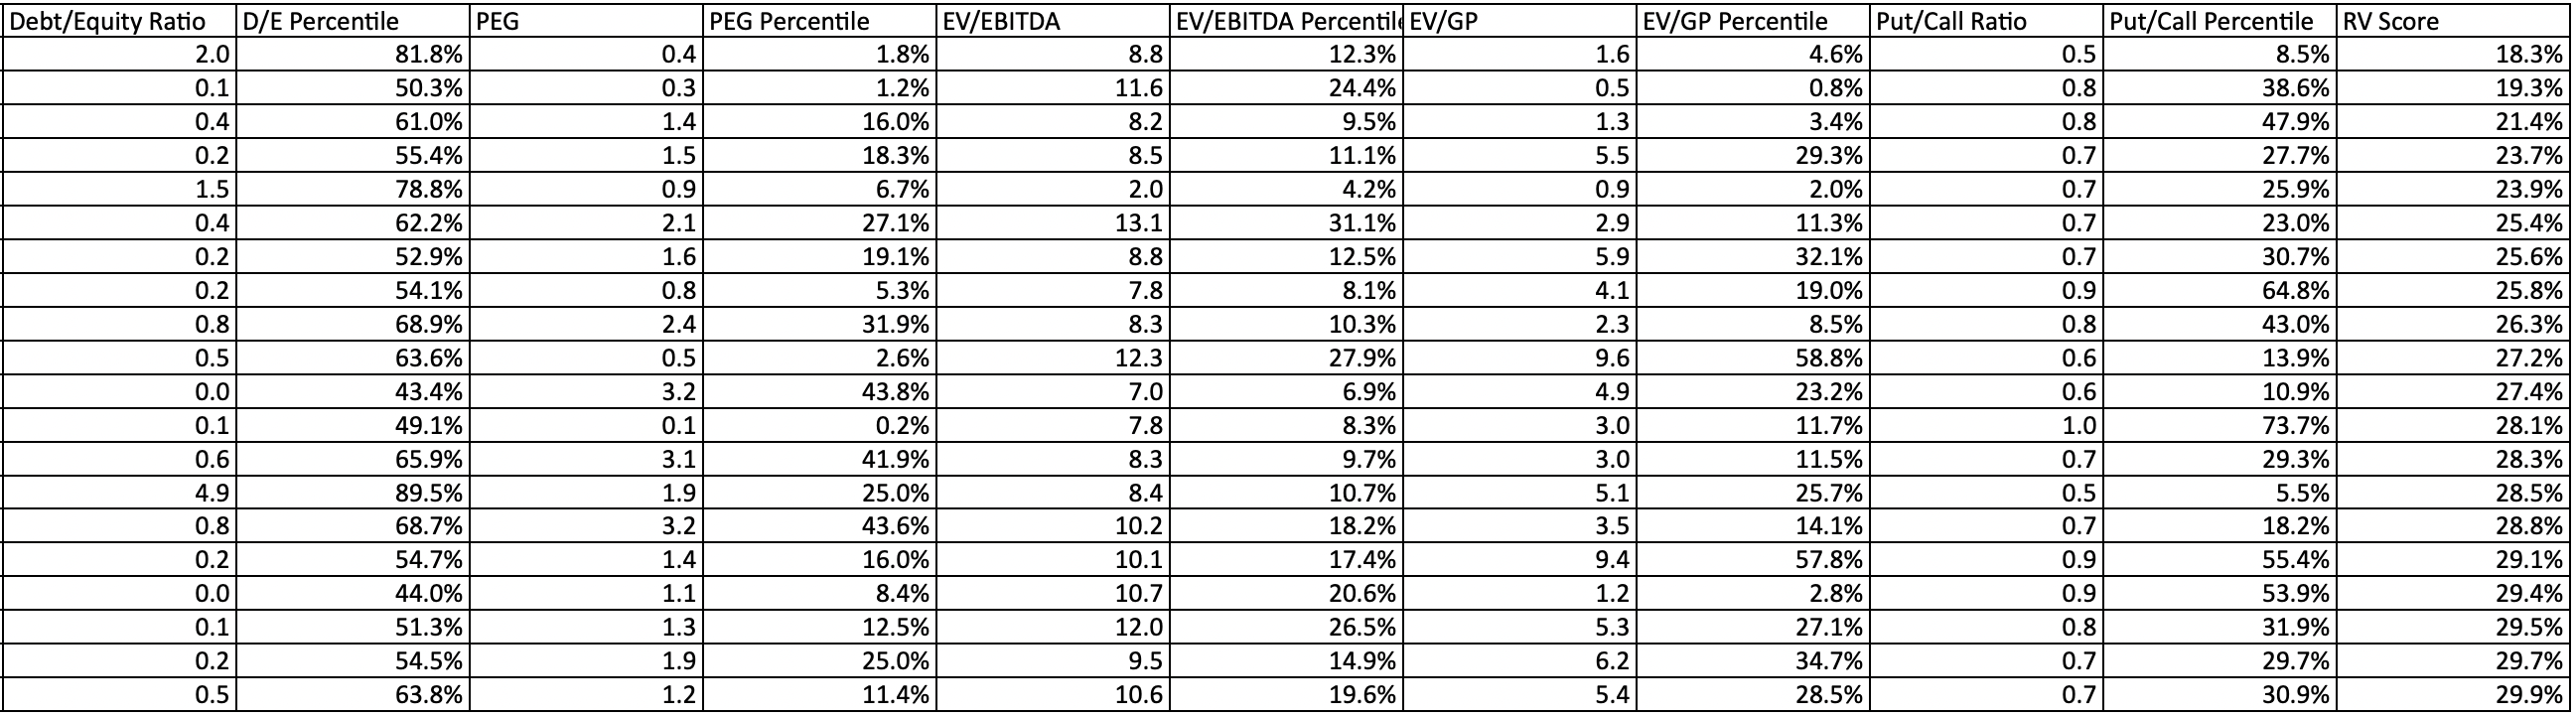 Debt/Equity Ratio D/E Percentile PEG PEG Percentile EV/EBITDA EV/EBITDA Percentile EV/GP EV/GP Percentile Put/Call Ratio Put/Call Percentile RV Score
2.0 81.8% 0.4 1.8% 8.8 12.3% 1.6 4.6% 0.5 8.5% 18.3%
0.1 50.3% 0.3 1.2% 11.6 24.4% 0.5 0.8% 0.8 38.6% 19.3%
0.4 61.0% 1.4 16.0% 8.2 9.5% 1.3 3.4% 0.8 47.9% 21.4%
0.2 55.4% 1.5 18.3% 8.5 11.1% 5.5 29.3% 0.7 27.7% 23.7%
1.5 78.8% 0.9 6.7% 2.0 4.2% 0.9 2.0% 0.7 25.9% 23.9%
0.4 62.2% 2.1 27.1% 13.1 31.1% 2.9 11.3% 0.7 23.0% 25.4%
0.2 52.9% 1.6 19.1% 8.8 12.5% 5.9 32.1% 0.7 30.7% 25.6%
0.2 54.1% 0.8 5.3% 7.8 8.1% 4.1 19.0% 0.9 64.8% 25.8%
0.8 68.9% 2.4 31.9% 8.3 10.3% 2.3 8.5% 0.8 43.0% 26.3%
0.5 63.6% 0.5 2.6% 12.3 27.9% 9.6 58.8% 0.6 13.9% 27.2%
0.0 43.4% 3.2 43.8% 7.0 6.9% 4.9 23.2% 0.6 10.9% 27.4%
0.1 49.1% 0.1 0.2% 7.8 8.3% 3.0 11.7% 1.0 73.7% 28.1%
0.6 65.9% 3.1 41.9% 8.3 9.7% 3.0 11.5% 0.7 29.3% 28.3%
4.9 89.5% 1.9 25.0% 8.4 10.7% 5.1 25.7% 0.5 5.5% 28.5%
0.8 68.7% 3.2 43.6% 10.2 18.2% 3.5 14.1% 0.7 18.2% 28.8%
0.2 54.7% 1.4 16.0% 10.1 17.4% 9.4 57.8% 0.9 55.4% 29.1%
0.0 44.0% 1.1 8.4% 10.7 20.6% 1.2 2.8% 0.9 53.9% 29.4%
0.1 51.3% 1.3 12.5% 12.0 26.5% 5.3 27.1% 0.8 31.9% 29.5%
0.2 54.5% 1.9 25.0% 9.5 14.9% 6.2 34.7% 0.7 29.7% 29.7%
0.5 63.8% 1.2 11.4% 10.6 19.6% 5.4 28.5% 0.7 30.9% 29.9%